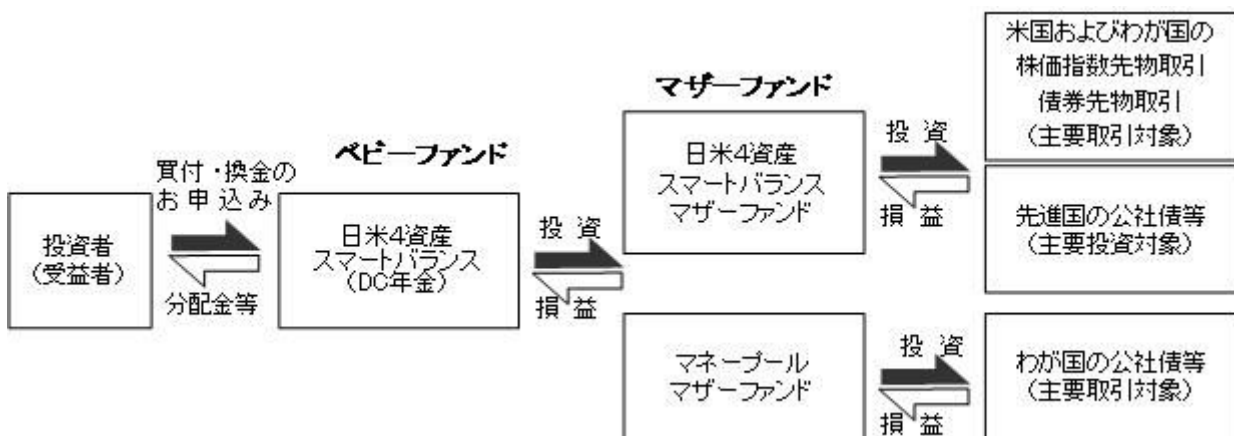 マザーファンド
ベビーファンド
買付・換金の
お申込み
投資者
(受益者)
分配金等
日米4資産
スマートバランス
(DC年金)
投資
損益
日米4資産
スマートバランス
マザーファンド
投資
損益
米国およびわが国の
株価指数先物取引
債券先物取引
(主要取引対象)
先進国の公社債等
(主要投資対象)
マネープール
マザーファンド
投資
損益
わが国の公社債等
(主要取引対象)